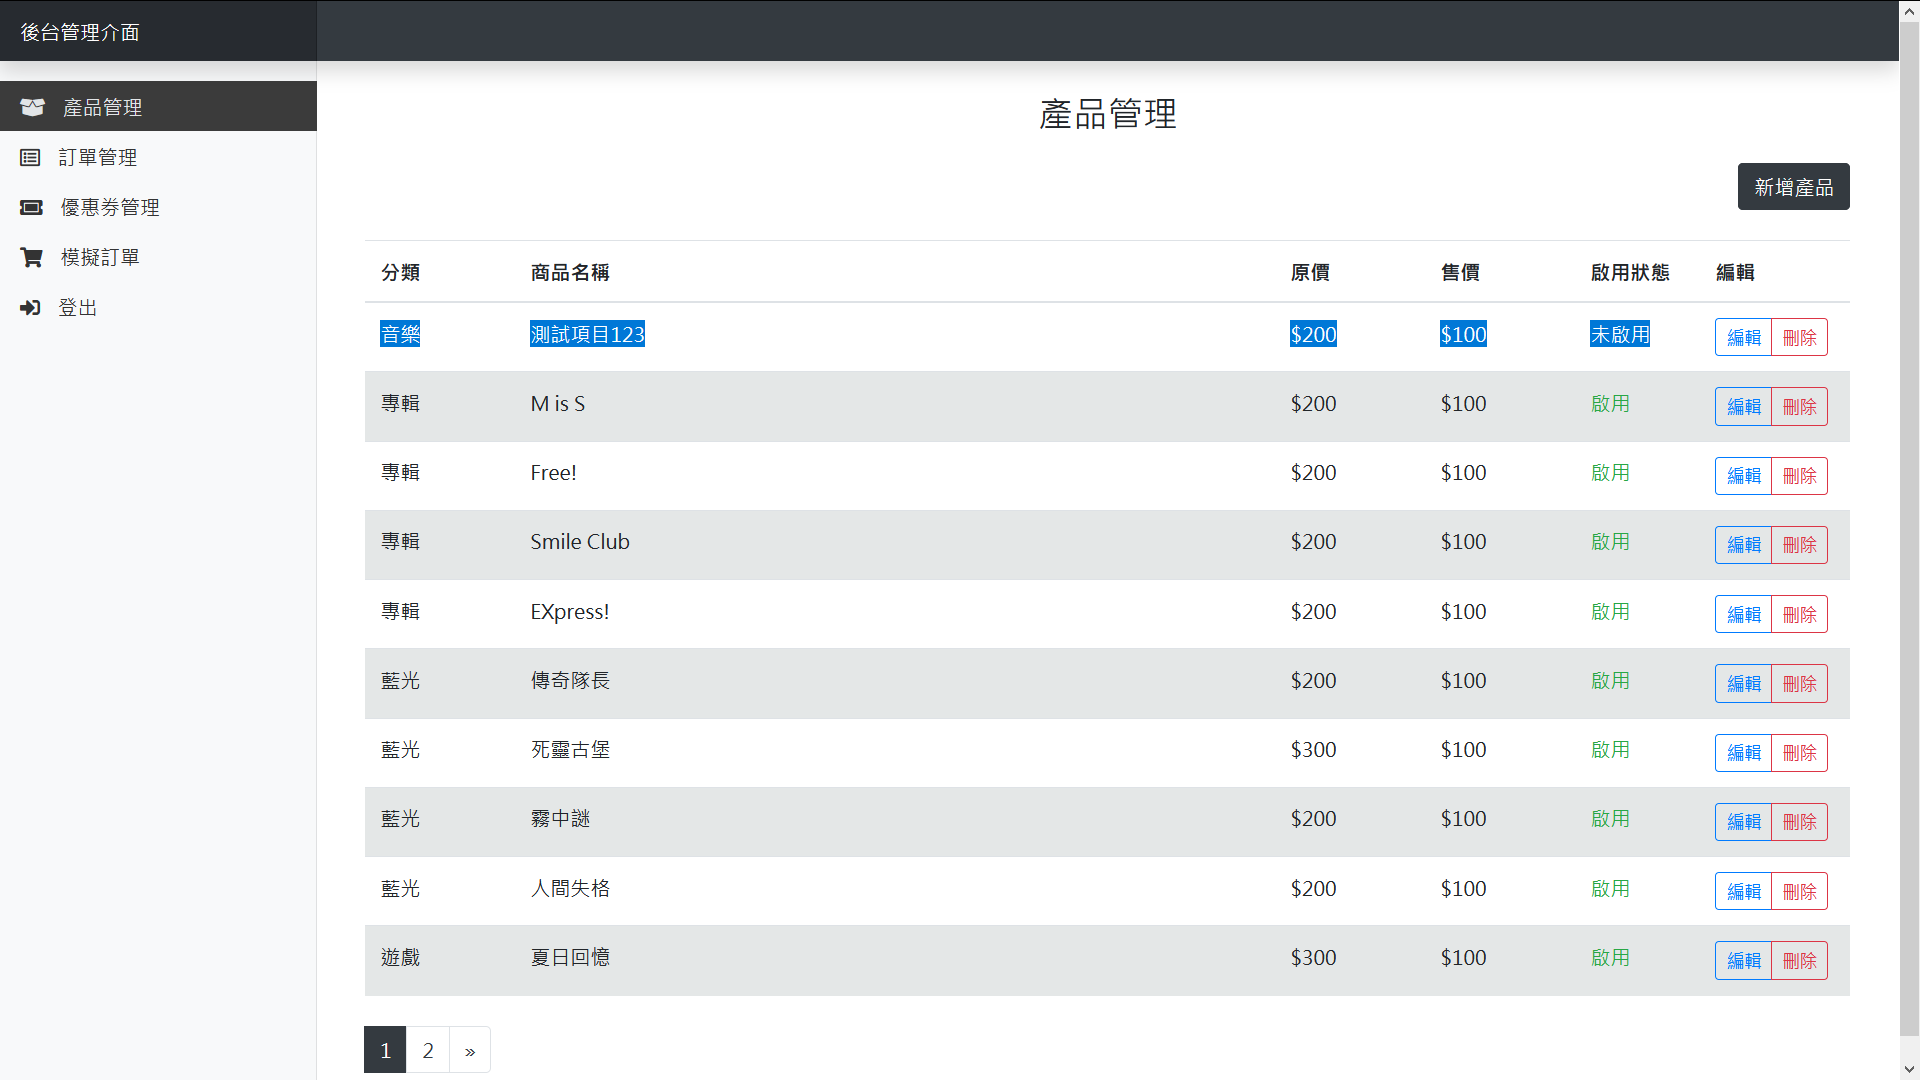 後台管理介面
產品管理
訂單管理
優惠券管理
模擬訂單
登出
產品管理
新增產品
分類 商品名稱 原價 售價 啟用狀態 編輯
音樂 測試項目123 $200 $100 未啟用 編輯 刪除
專輯 M is S $200 $100 啟用 編輯 刪除
專輯 Free! $200 $100 啟用 編輯 刪除
專輯 Smile Club $200 $100 啟用 編輯 刪除
專輯 EXpress! $200 $100 啟用 編輯 刪除
藍光 傳奇隊長 $200 $100 啟用 編輯 刪除
藍光 死靈古堡 $300 $100 啟用 編輯 刪除
藍光 霧中謎 $200 $100 啟用 編輯 刪除
藍光 人間失格 $200 $100 啟用 編輯 刪除
遊戲 夏日回憶 $300 $100 啟用 編輯 刪除
1 2 »